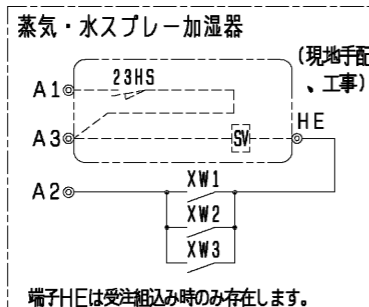 蒸気・水スプレー加湿器
(現地手配
、工事)
23HS
A1
A3
SV
HE
A2
XW1
XW2
XW3
端子HEは受注組込み時のみ存在します。